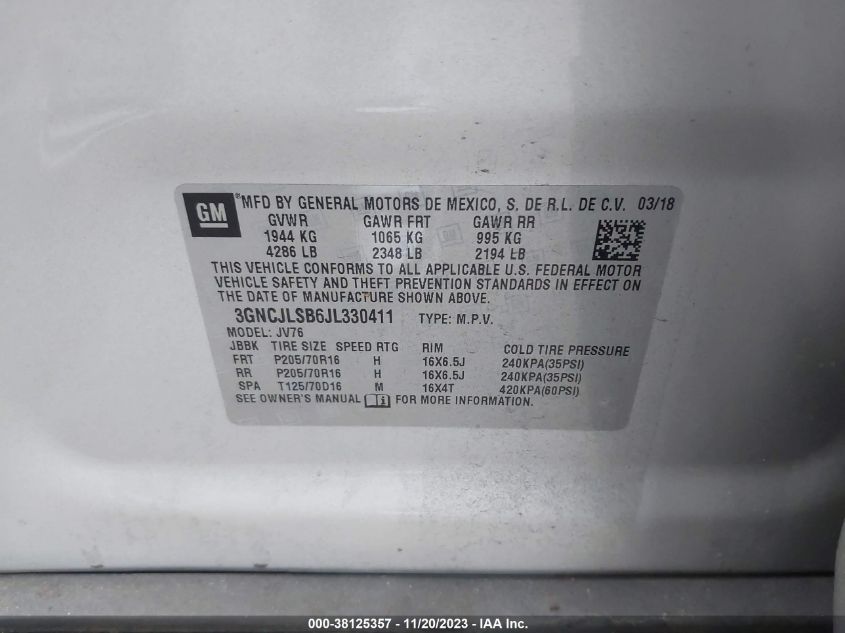 GM
®MFD BY GENERAL MOTORS DE MEXICO, S. DE R.L. DE C.V. 03/18
GVWR GAWR FRT GAWR RR
1944 KG 1065 KG 995 KG
4286 LB 2348 LB 2194 LB
THIS VEHICLE CONFORMS TO ALL APPLICABLE U.S. FEDERAL MOTOR
VEHICLE SAFETY AND THEFT PREVENTION STANDARDS IN EFFECT ON
THE DATE OF MANUFACTURE SHOWN ABOVE.
3GNCJLSB6JL330411 TYPE: M.P.V.
MODEL: JV76
JBBK TIRE SIZE SPEED RTG RIM COLD TIRE PRESSURE
FRT P205/70R16 H 16X6.5J 240KPA(35PSI)
RR P205/70R16 H 16X6.5J 240KPA(35PSI)
SPA T125/70D16 M 16X4T 420KPA(60PSI)
SEE OWNER'S MANUAL i FOR MORE INFORMATION.
000-38125357 - 11/20/2023 - IAA Inc.